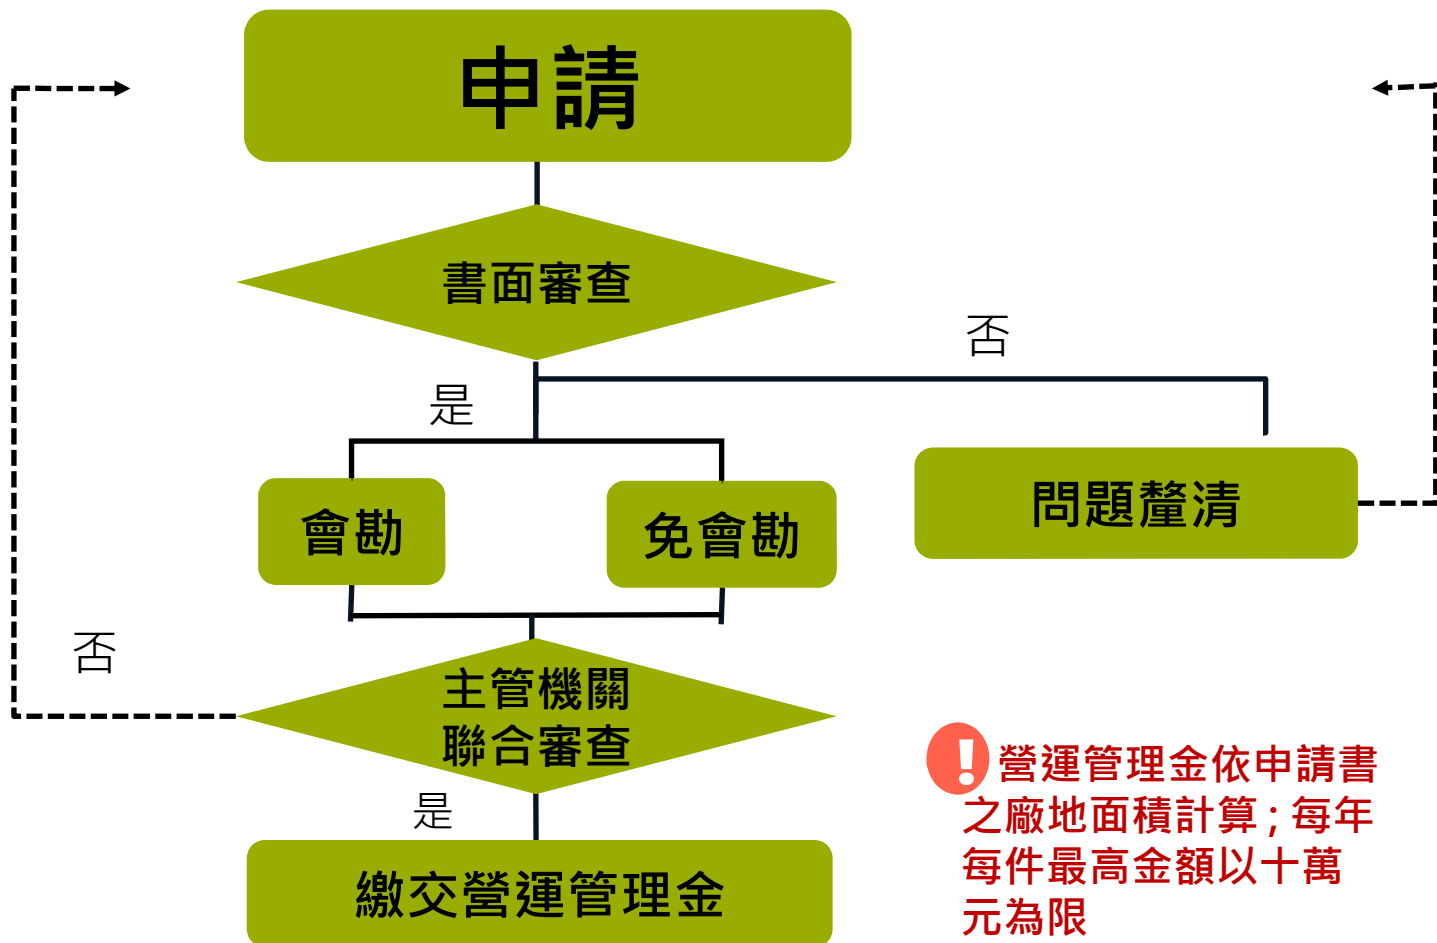 申請
書面審查
否
是
會勘
免會勘
問題釐清
否
主管機關
聯合審查
是
繳交營運管理金
!營運管理金依申請書
之廠地面積計算；每年
每件最高金額以十萬
元為限